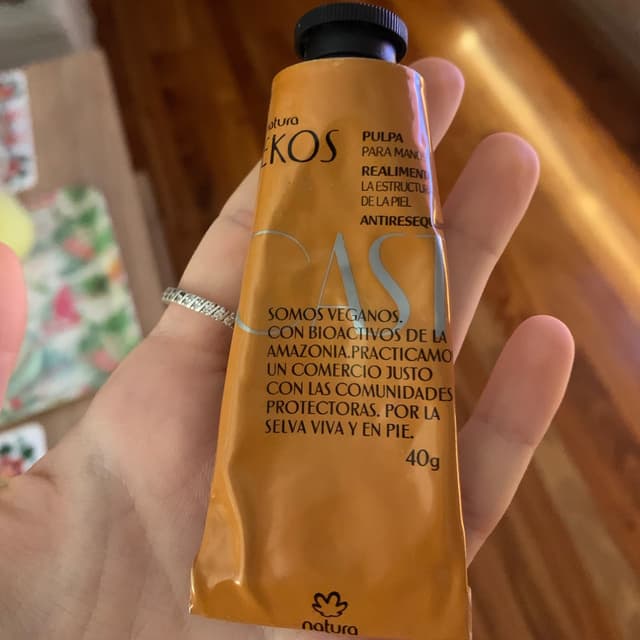 natura
EKOS
PULPA
PARA MANO
REALIMENT
LA ESTRUCTUR
DE LA PIEL
ANTIRESEQU
CAST
SOMOS VEGANOS.
CON BIOACTIVOS DE LA
AMAZONIA.PRACTICAMO
UN COMERCIO JUSTO
CON LAS COMUNIDADES
PROTECTORAS. POR LA
SELVA VIVA Y EN PIE.
40g
natura